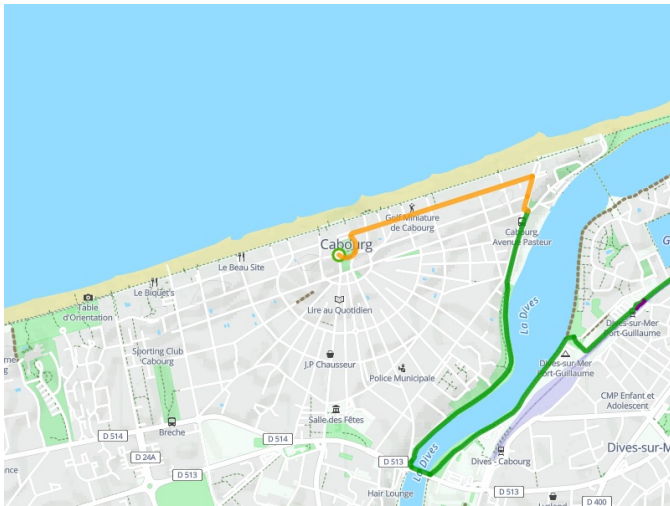 Golf Miniature
de Cabourg
Cabourg,
Avenue Pasteur
Cabourg
Le Beau Site
La Dives
Le Biquet's
Table
d'Orientation
Lire au Quotidien
Dives-sur-Mer
Port-Guillaume
Sporting Club
Cabourg
J.P Chausseur
Dives-sur-Mer
Port-Guillaume
Police Municipale
CMP Enfant et
Adolescent
Salle des Fêtes
Breche
D 514
D 514
Dives-sur-M
D 24A
D 513
D 513
La Dives
Dives - Cabourg
Hair Lounge
D 513
D 400